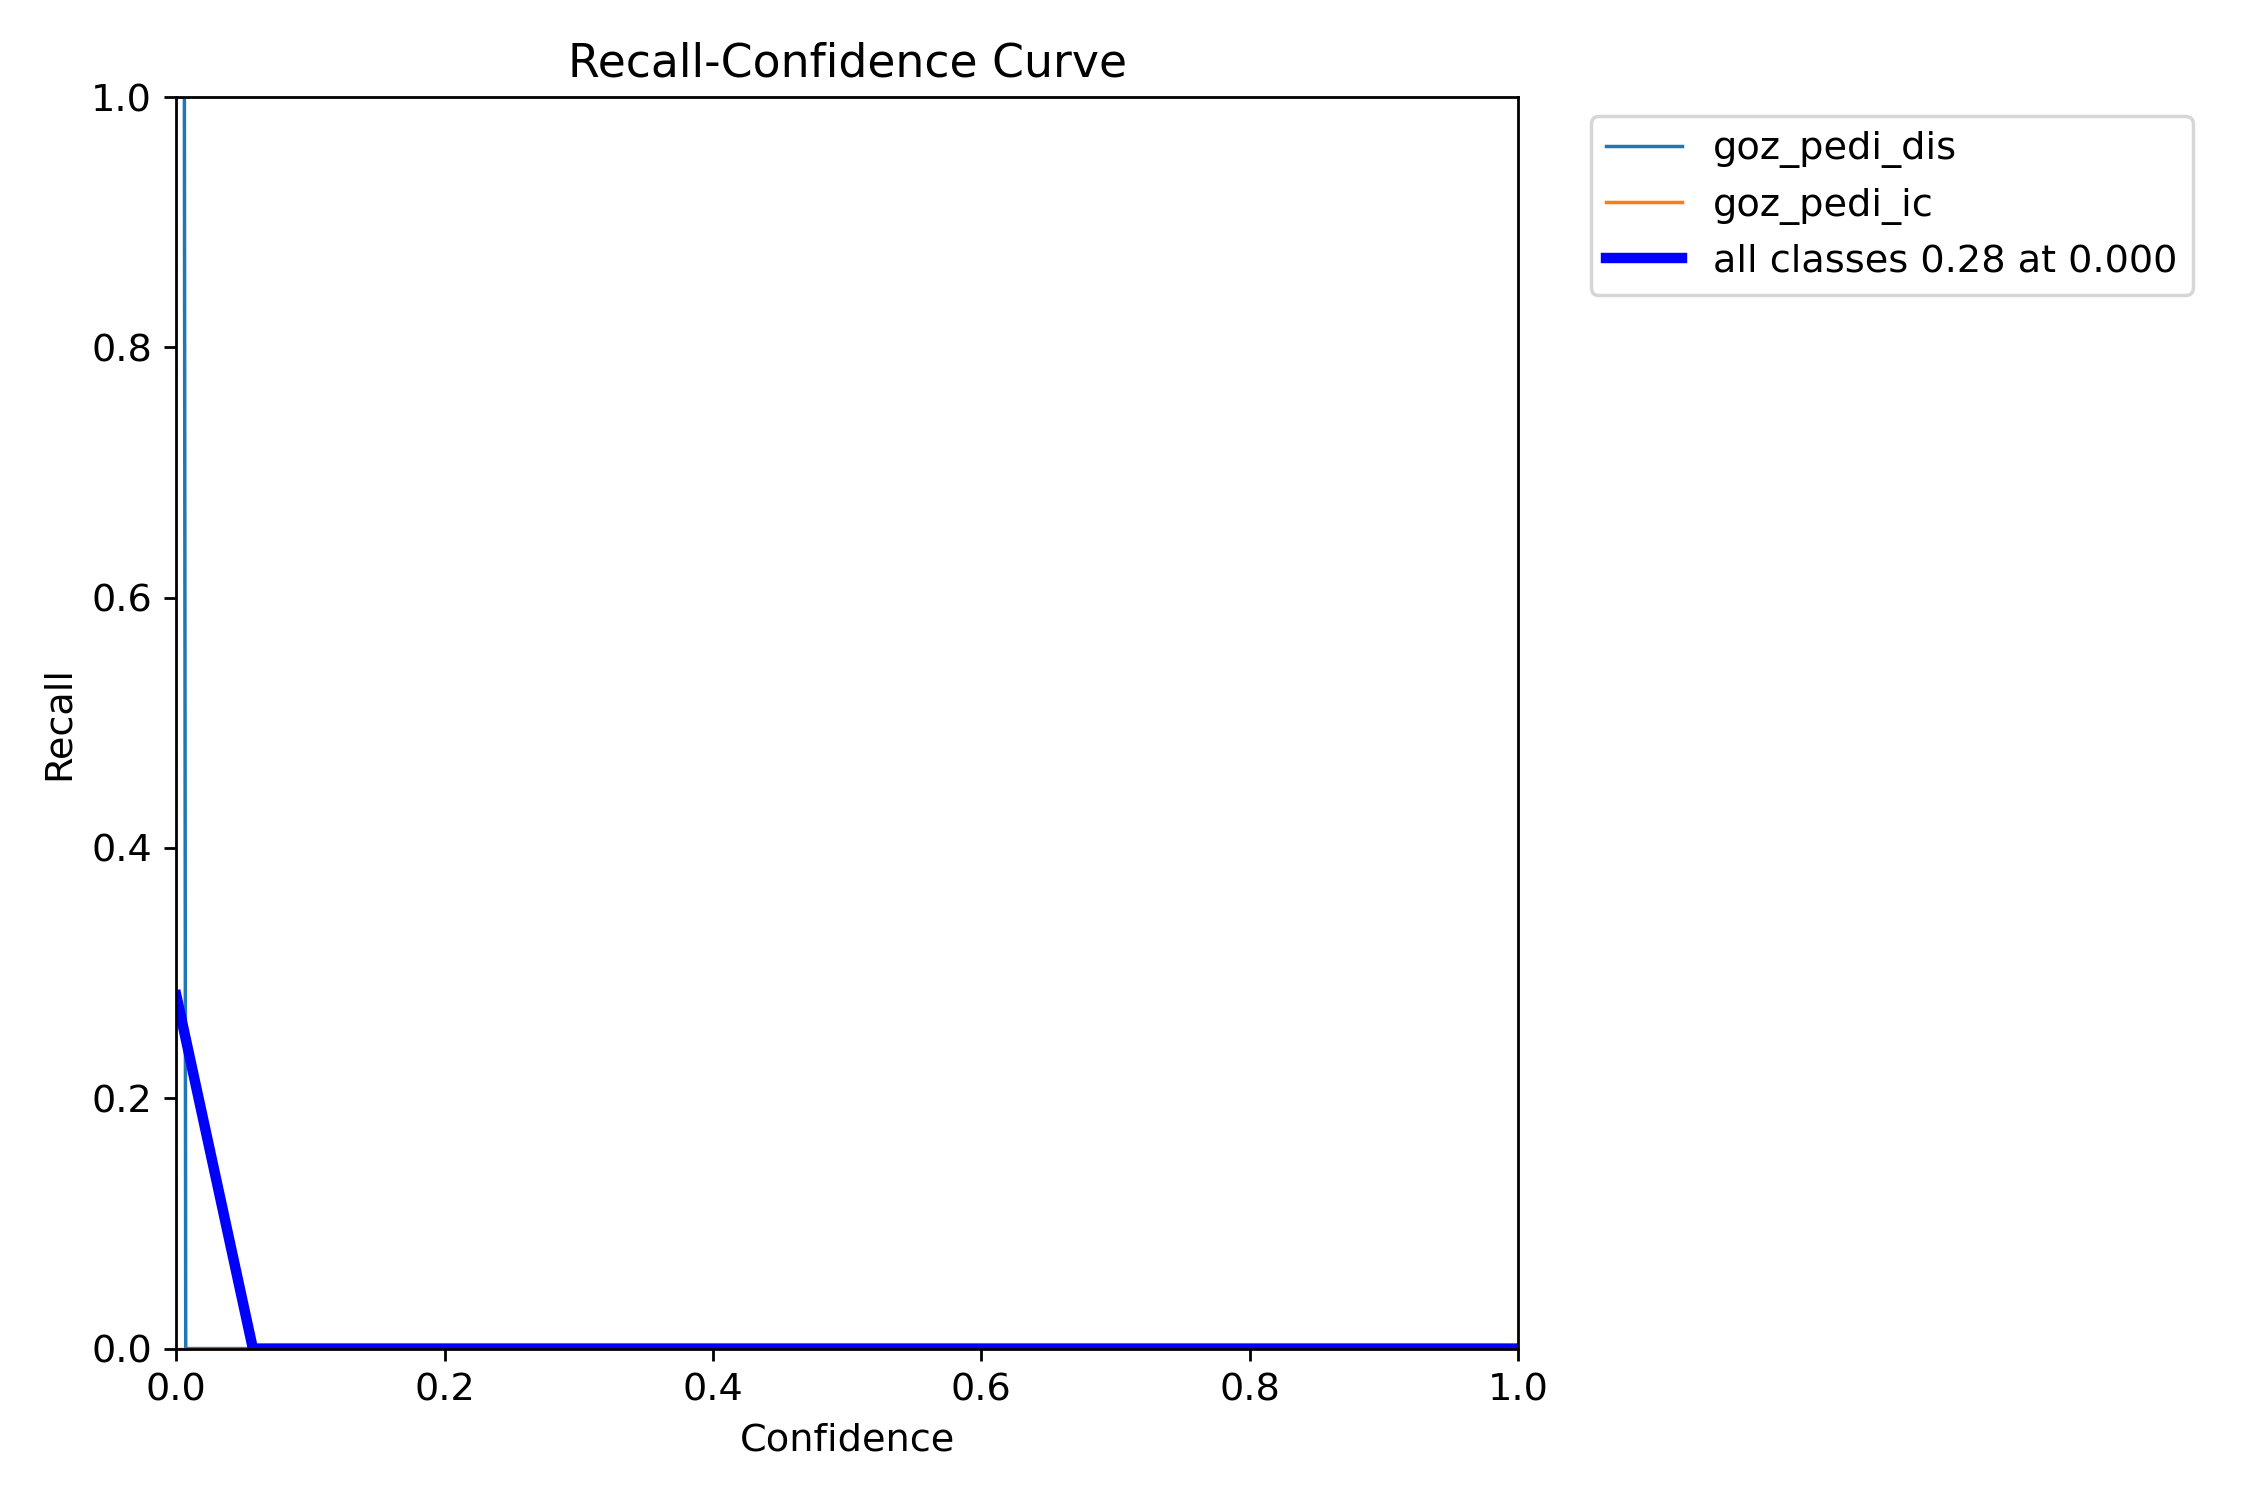 Recall-Confidence Curve
1.0
0.8
0.6
0.4
0.2
0.0
Recall
0.0 0.2 0.4 0.6 0.8 1.0
Confidence
goz_pedi_dis
goz_pedi_ic
all classes 0.28 at 0.000